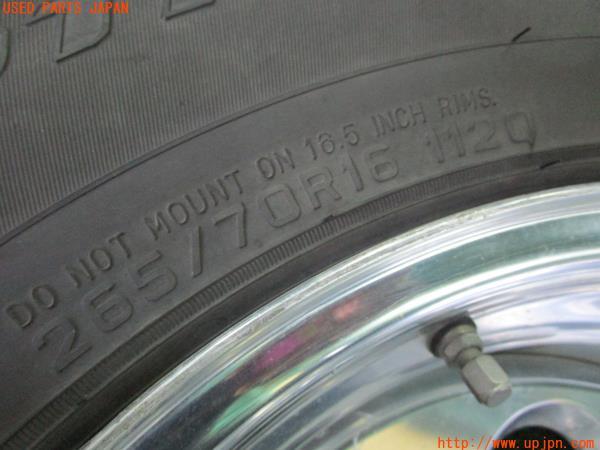 USED PARTS JAPAN
DO NOT MOUNT ON 16.5 INCH RIMS.
265/70R16 112Q
http://www.upjpn.com/